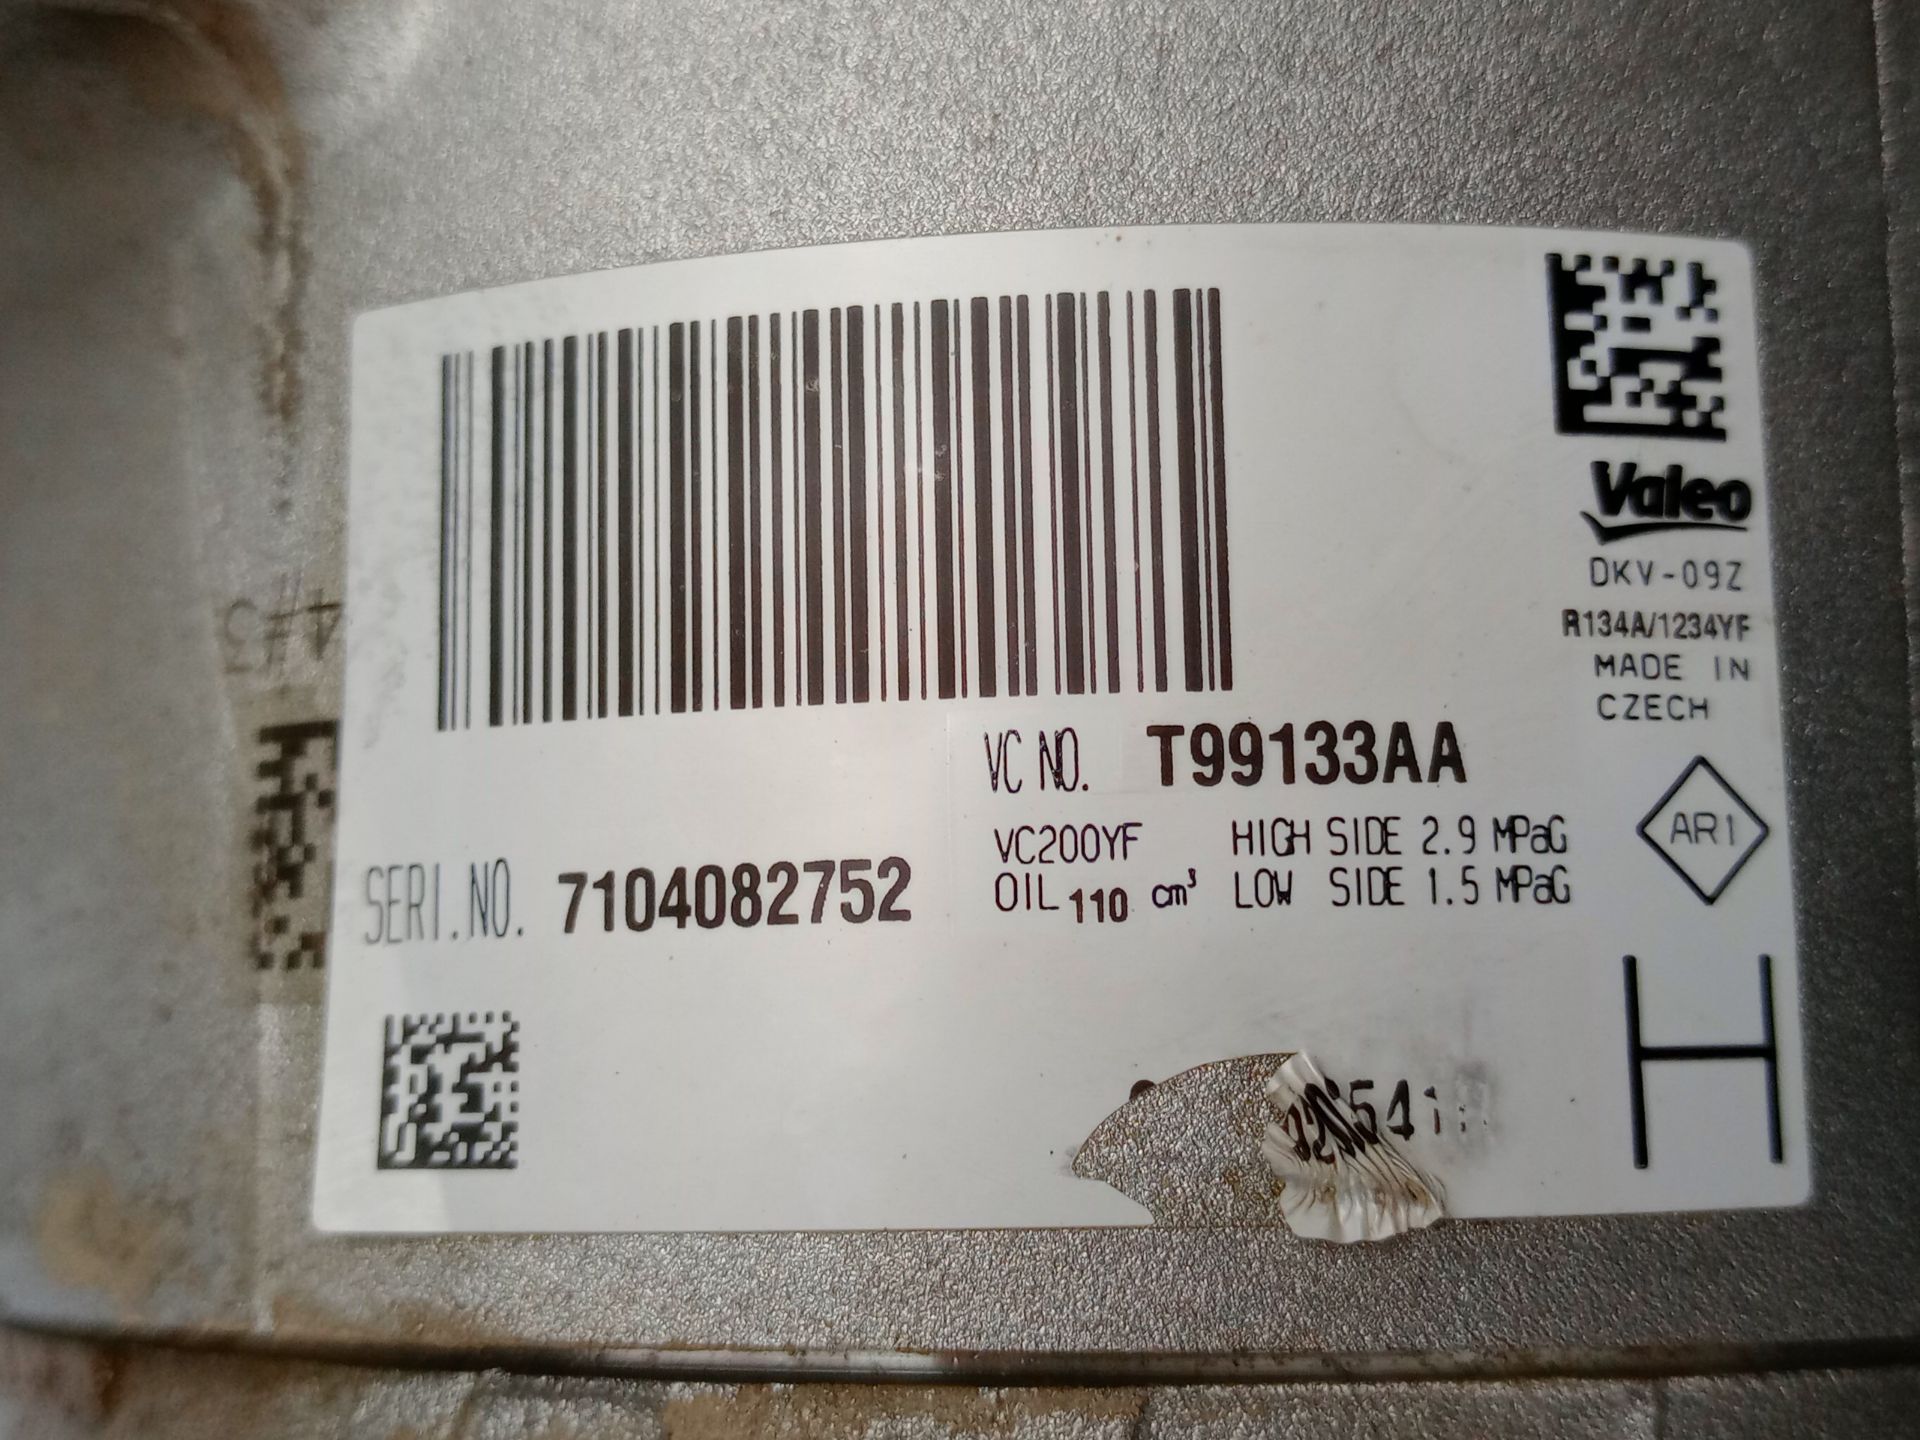 Valeo
DKV-09Z
R134A/1234YF
MADE IN
CZECH
VC NO. T99133AA
AR1
VC200YF HIGH SIDE 2.9 MPaG
OIL 110 cm³ LOW SIDE 1.5 MPaG
SERI.NO. 7104082752
H